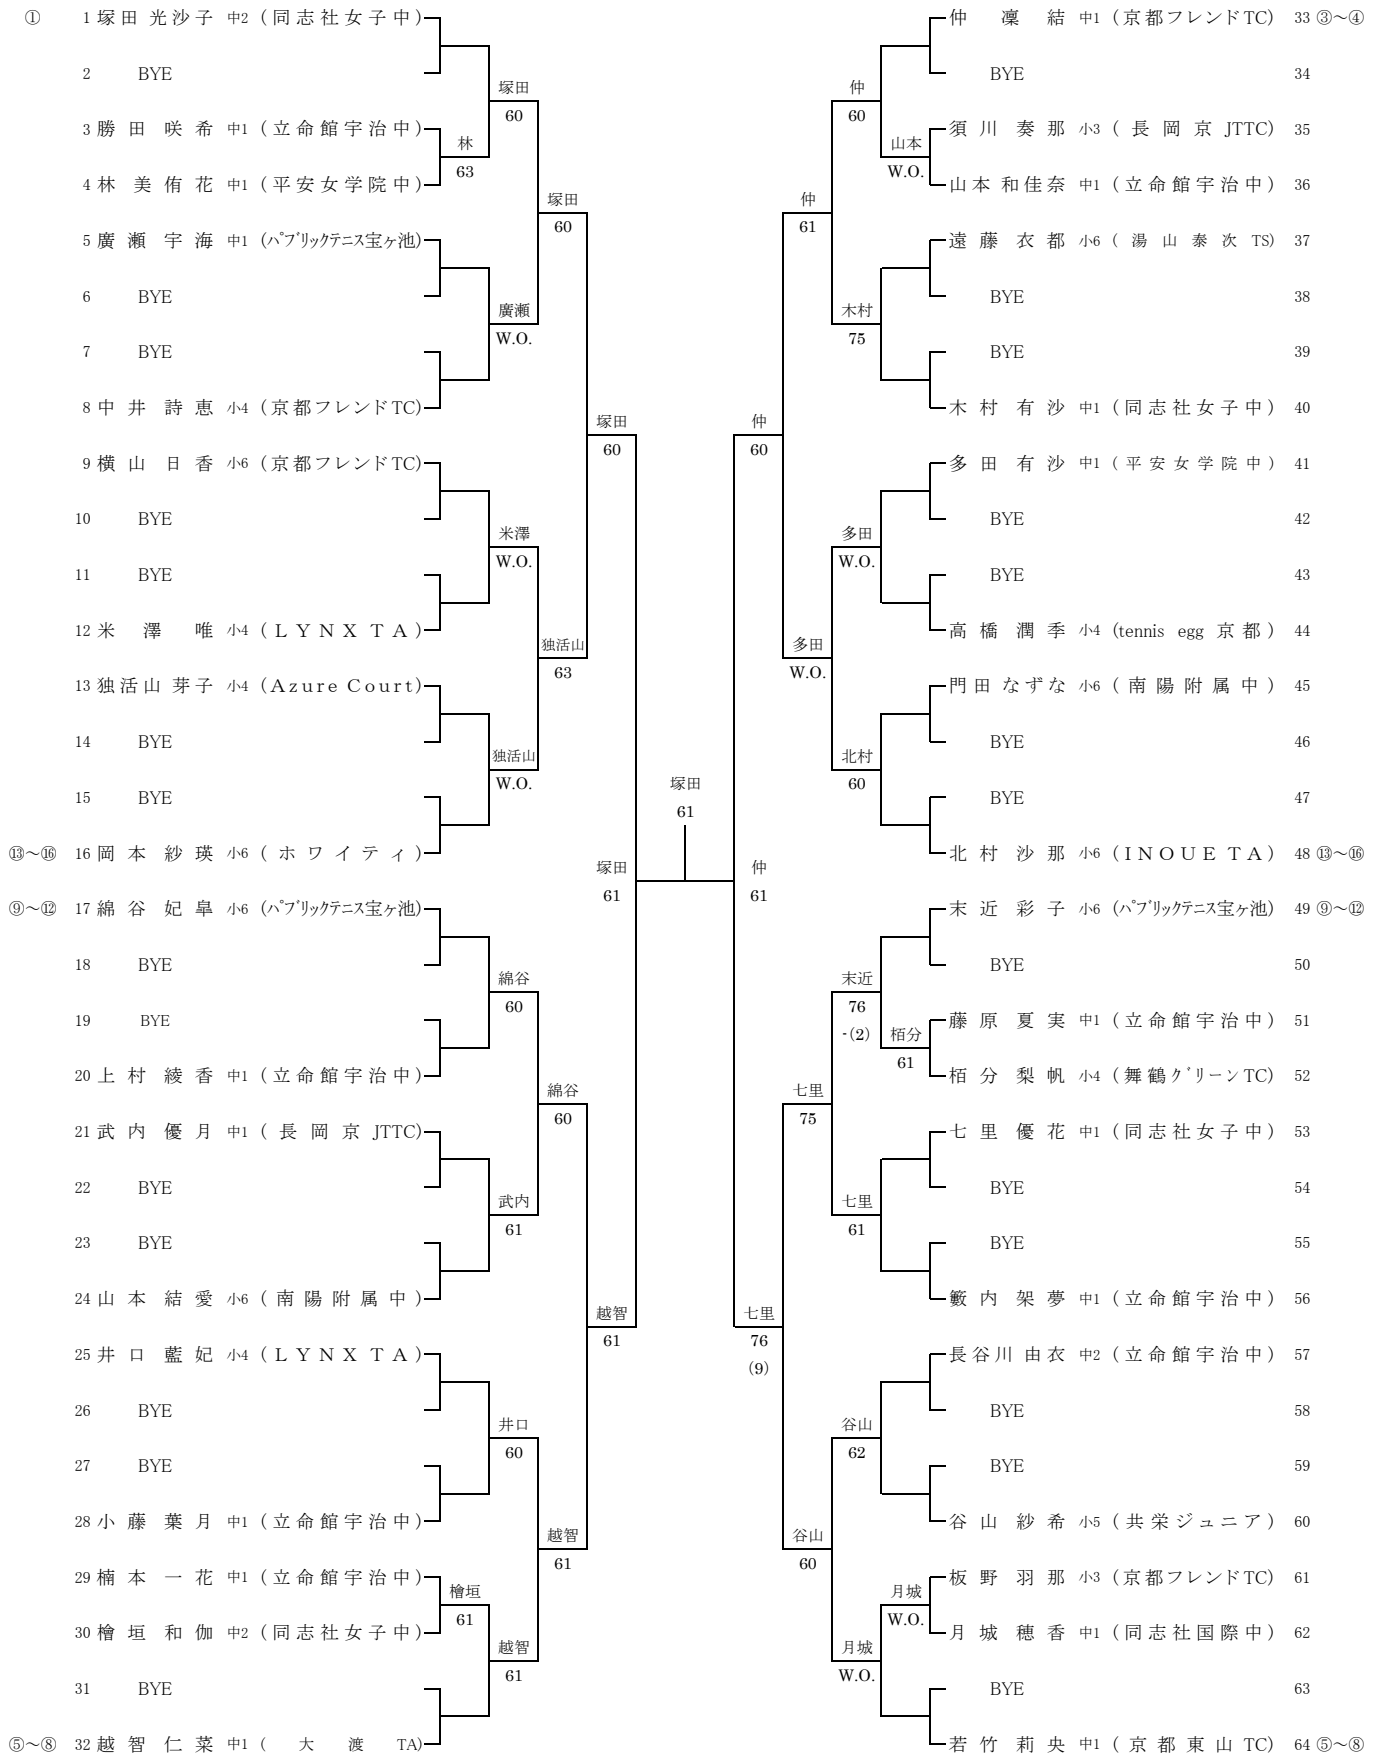 ① 1 塚田 光沙子 中2 (同志社女子中)
2 BYE
塚田
60
3 勝田 咲希 中1 (立命館宇治中)
林
63
4 林 美侑花 中1 (平安女学院中)
塚田
60
5 廣瀬 宇海 中1 (パブリックテニス宝ヶ池)
6 BYE
廣瀬
W.O.
7 BYE
8 中井 詩恵 小4 (京都フレンドTC)
塚田
60
9 横山 日香 小6 (京都フレンドTC)
10 BYE
米澤
W.O.
11 BYE
12 米澤 唯 小4 (LYNX TA)
独活山
63
13 独活山 芽子 小4 (Azure Court)
14 BYE
独活山
W.O.
15 BYE
⑬～⑯ 16 岡本 紗瑛 小6 (ホワイティ)
塚田
61
⑨～⑫ 17 綿谷 妃皐 小6 (パブリックテニス宝ヶ池)
18 BYE
綿谷
60
19 BYE
20 上村 綾香 中1 (立命館宇治中)
綿谷
60
21 武内 優月 中1 (長岡京 JTTC)
22 BYE
武内
61
23 BYE
24 山本 結愛 小6 (南陽附属中)
越智
61
25 井口 藍妃 小4 (LYNX TA)
26 BYE
井口
60
27 BYE
28 小藤 葉月 中1 (立命館宇治中)
越智
61
29 楠本 一花 中1 (立命館宇治中)
檜垣
61
30 檜垣 和伽 中2 (同志社女子中)
越智
61
31 BYE
⑤～⑧ 32 越智 仁菜 中1 (大渡 TA)
塚田
61
仲 凜結 中1 (京都フレンドTC) 33 ③～④
BYE 34
仲
60
須川 奏那 小3 (長岡京 JTTC) 35
山本
W.O.
山本 和佳奈 中1 (立命館宇治中) 36
仲
61
遠藤 衣都 小6 (湯山泰次 TS) 37
BYE 38
木村
75
BYE 39
木村 有沙 中1 (同志社女子中) 40
仲
60
多田 有沙 中1 (平安女学院中) 41
BYE 42
多田
W.O.
BYE 43
高橋 潤季 小4 (tennis egg 京都) 44
多田
W.O.
門田 なずな 小6 (南陽附属中) 45
BYE 46
北村
60
BYE 47
北村 沙那 小6 (INOUE TA) 48 ⑬～⑯
仲
61
末近 彩子 小6 (パブリックテニス宝ヶ池) 49 ⑨～⑫
BYE 50
末近
76
-(2)
藤原 夏実 中1 (立命館宇治中) 51
栢分
61
栢分 梨帆 小4 (舞鶴グリーンTC) 52
七里
75
七里 優花 中1 (同志社女子中) 53
BYE 54
七里
61
BYE 55
籔内 架夢 中1 (立命館宇治中) 56
七里
76
(9)
長谷川 由衣 中2 (立命館宇治中) 57
BYE 58
谷山
62
BYE 59
谷山 紗希 小5 (共栄ジュニア) 60
谷山
60
板野 羽那 小3 (京都フレンドTC) 61
月城
W.O.
月城 穂香 中1 (同志社国際中) 62
月城
W.O.
BYE 63
若竹 莉央 中1 (京都東山TC) 64 ⑤～⑧